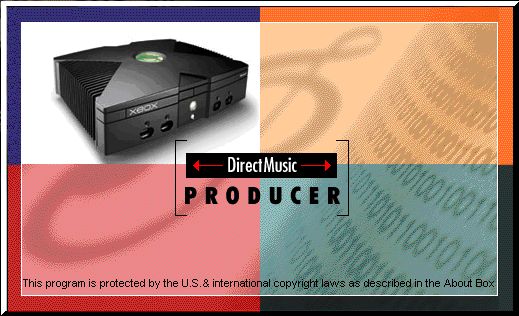 XBOX
DirectMusic
PRODUCER
This program is protected by the U.S.& international copyright laws as described in the About Box